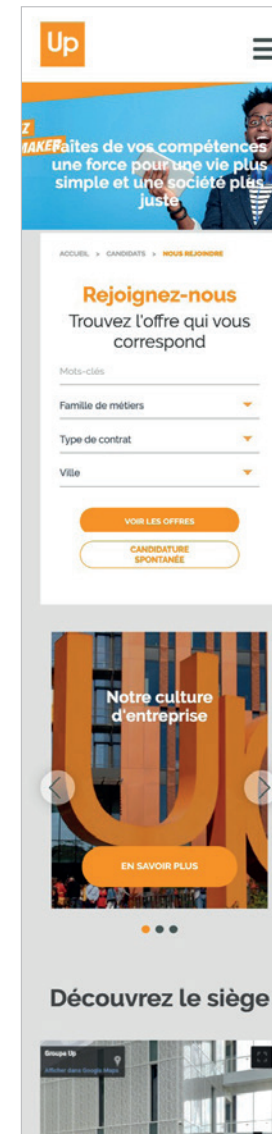 Up
Z
MAKER
Faites de vos compétences
une force pour une vie plus
simple et une société plus
juste
ACCUEIL > CANDIDATS > NOUS REJOINDRE
Rejoignez-nous
Trouvez l'offre qui vous
correspond
Mots-clés
Famille de métiers
Type de contrat
Ville
VOIR LES OFFRES
CANDIDATURE
SPONTANÉE
Notre culture
d'entreprise
Up
EN SAVOIR PLUS
Découvrez le siège
Groupe Up
Afficher dans Google Maps